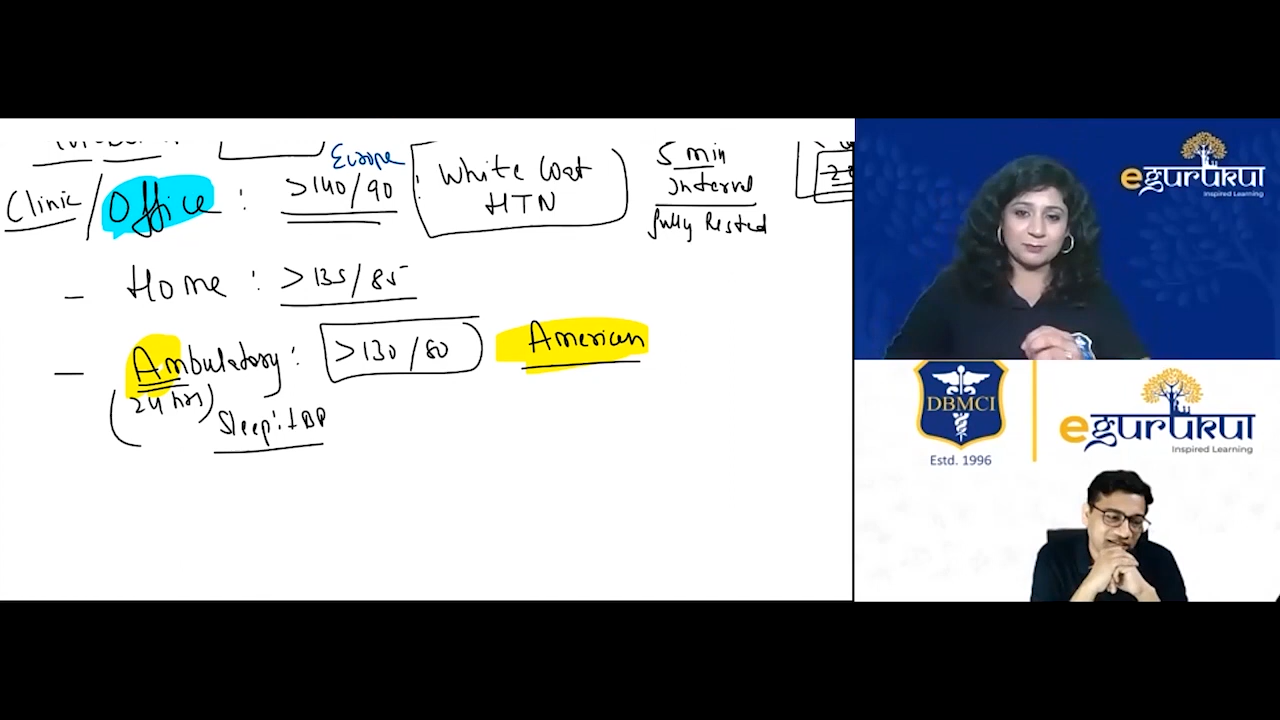 Europe
Clinic / Office : >140/90 : White Coat HTN
5 min
Interval
fully Rested
- Home : >135/85
- Ambulatory : >130/80 American
(24 hrs)
Sleep: ↓BP
egurukul
Inspired Learning
DBMCI
Estd. 1996
egurukul
Inspired Learning